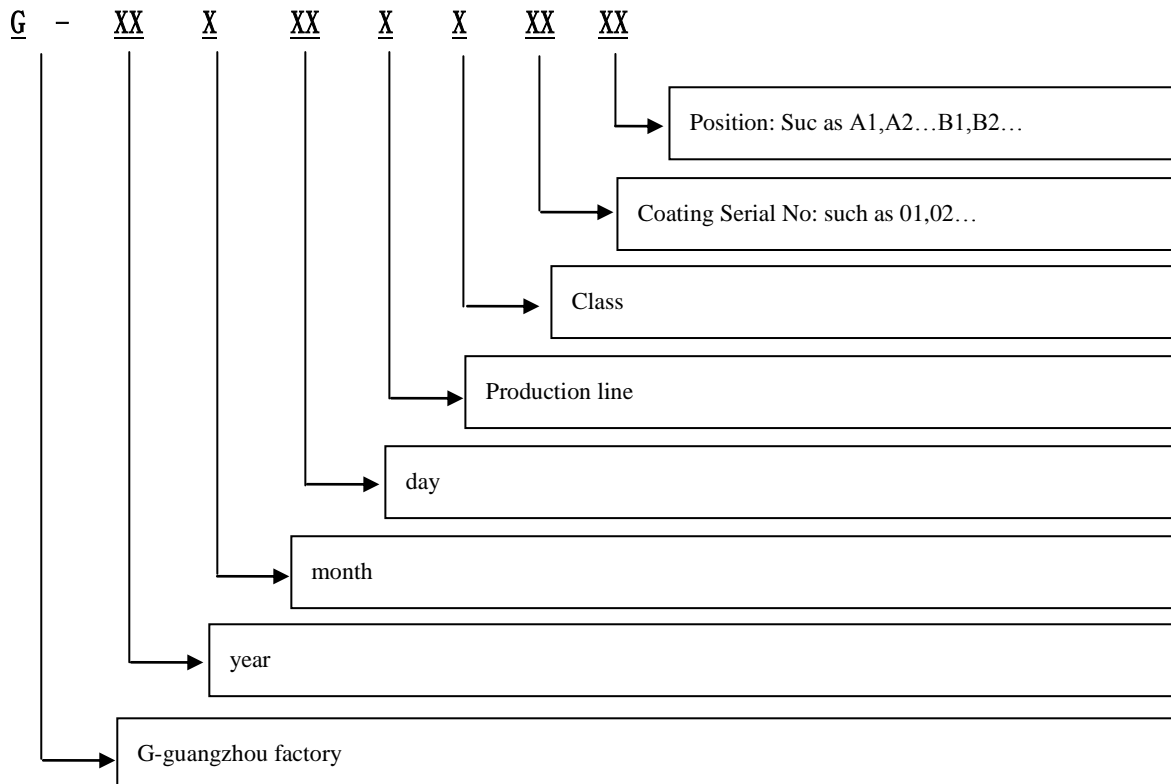 G - XX X XX X X XX XX
Position: Suc as A1,A2…B1,B2…
Coating Serial No: such as 01,02…
Class
Production line
day
month
year
G-guangzhou factory